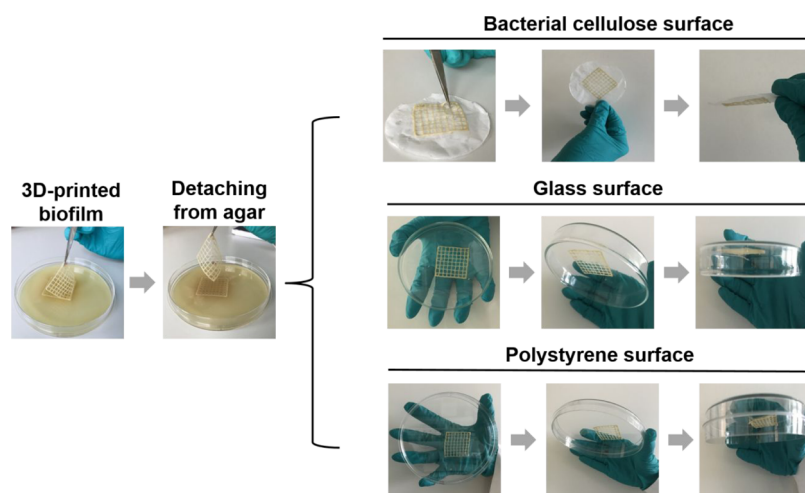 Bacterial cellulose surface
3D-printed
biofilm
Detaching
from agar
Glass surface
Polystyrene surface